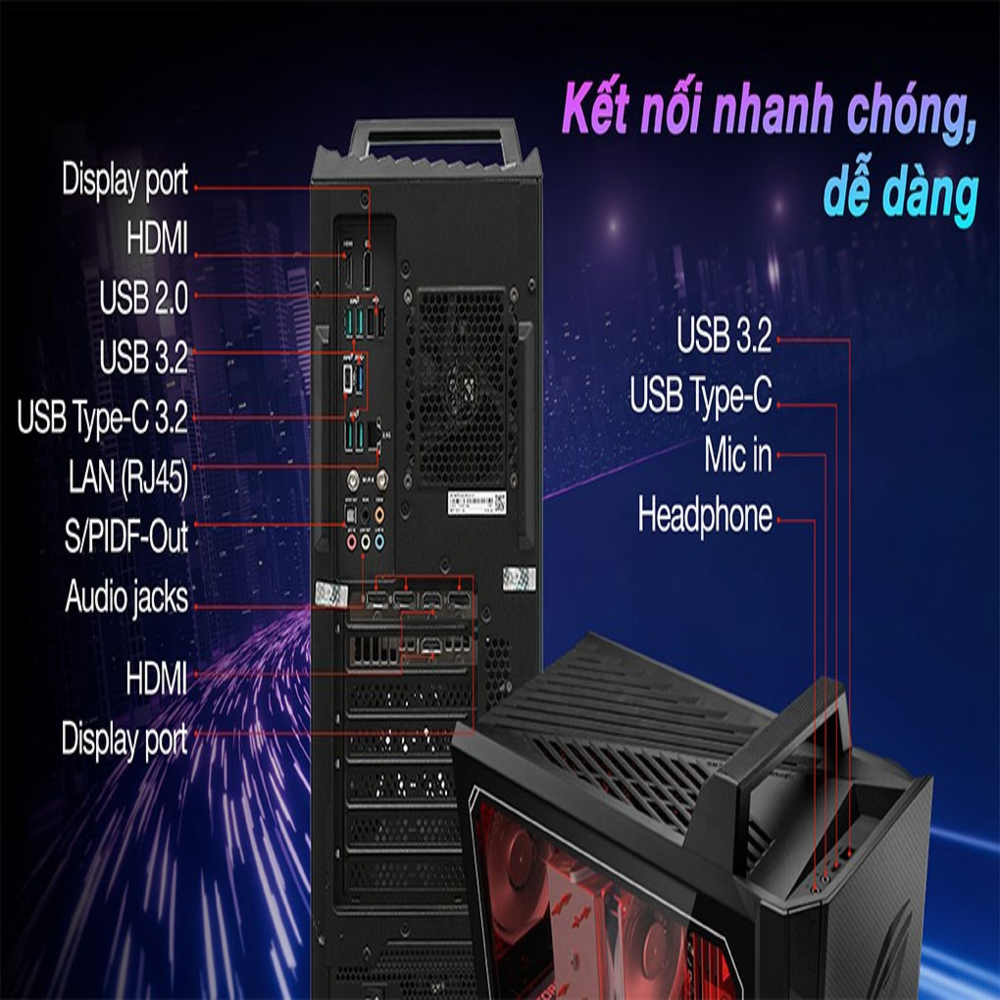 Kết nối nhanh chóng,
dễ dàng
Display port
HDMI
USB 2.0
USB 3.2
USB Type-C 3.2
LAN (RJ45)
S/PIDF-Out
Audio jacks
HDMI
Display port
USB 3.2
USB Type-C
Mic in
Headphone